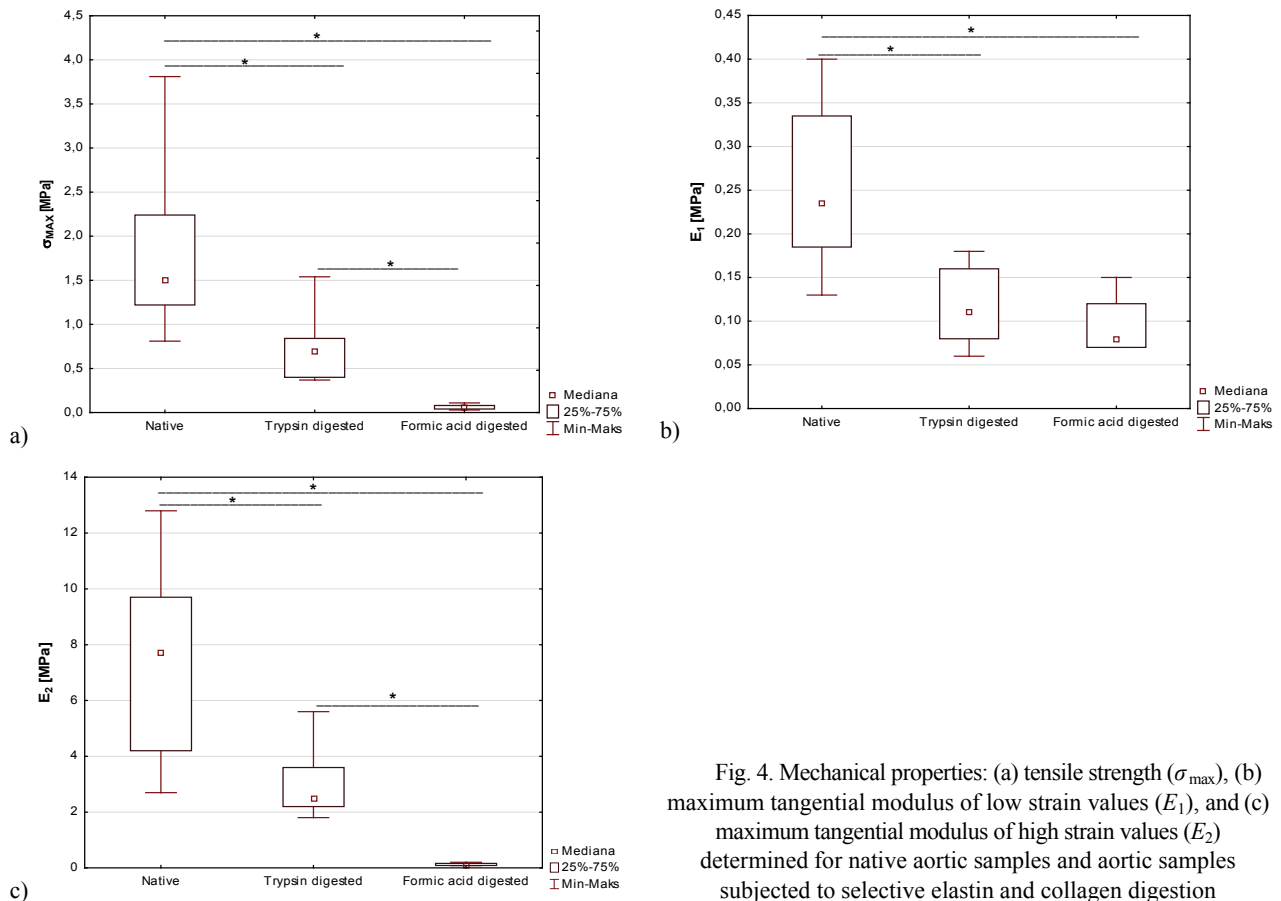 4,5
4,0
3,5
3,0
2,5
2,0
1,5
1,0
0,5
0,0
σMAX [MPa]
*
*
*
Native Trypsin digested Formic acid digested
Mediana
25%-75%
Min-Maks
a)
0,45
0,40
0,35
0,30
0,25
0,20
0,15
0,10
0,05
0,00
E1 [MPa]
*
*
Native Trypsin digested Formic acid digested
Mediana
25%-75%
Min-Maks
b)
14
12
10
8
6
4
2
0
E2 [MPa]
*
*
*
Native Trypsin digested Formic acid digested
Mediana
25%-75%
Min-Maks
c)
Fig. 4. Mechanical properties: (a) tensile strength (σmax), (b)
maximum tangential modulus of low strain values (E1), and (c)
maximum tangential modulus of high strain values (E2)
determined for native aortic samples and aortic samples
subjected to selective elastin and collagen digestion